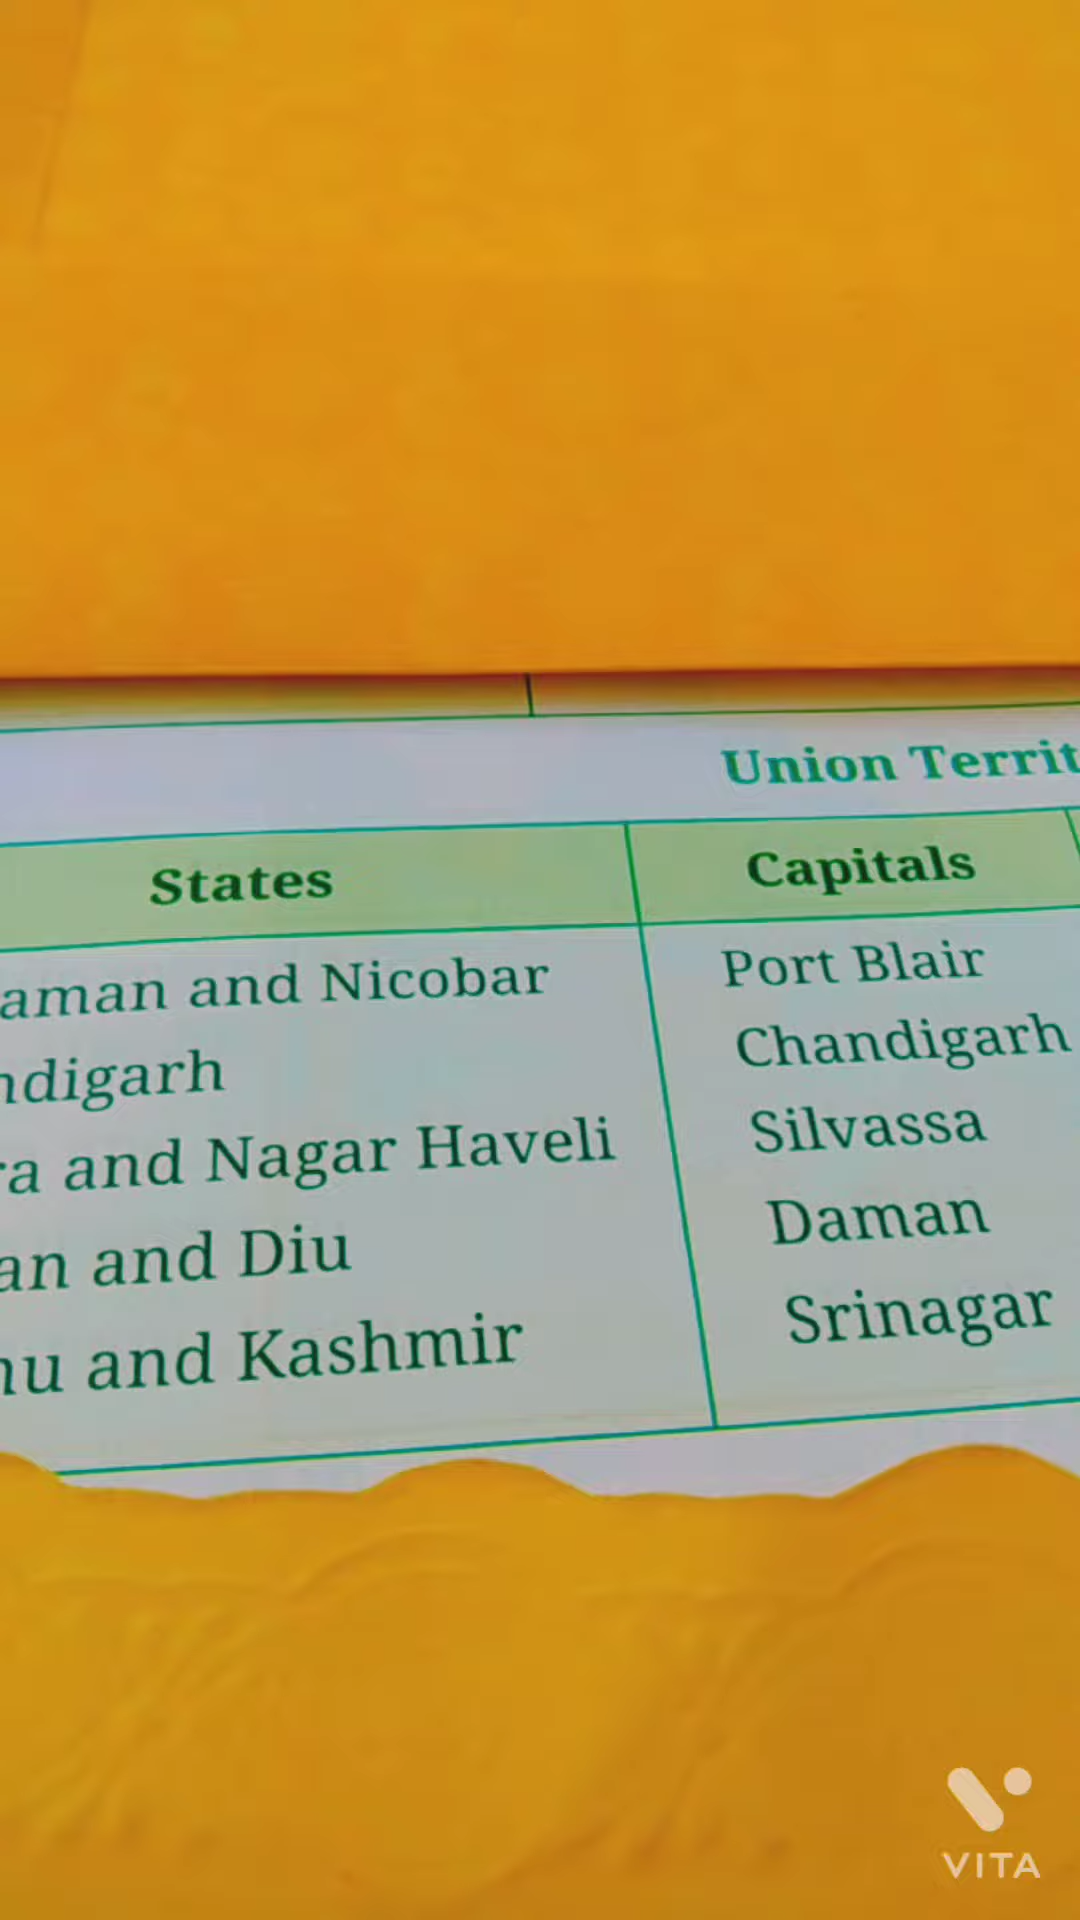 Union Territ
States Capitals
aman and Nicobar Port Blair
ndigarh Chandigarh
ra and Nagar Haveli Silvassa
an and Diu Daman
nu and Kashmir Srinagar
VITA